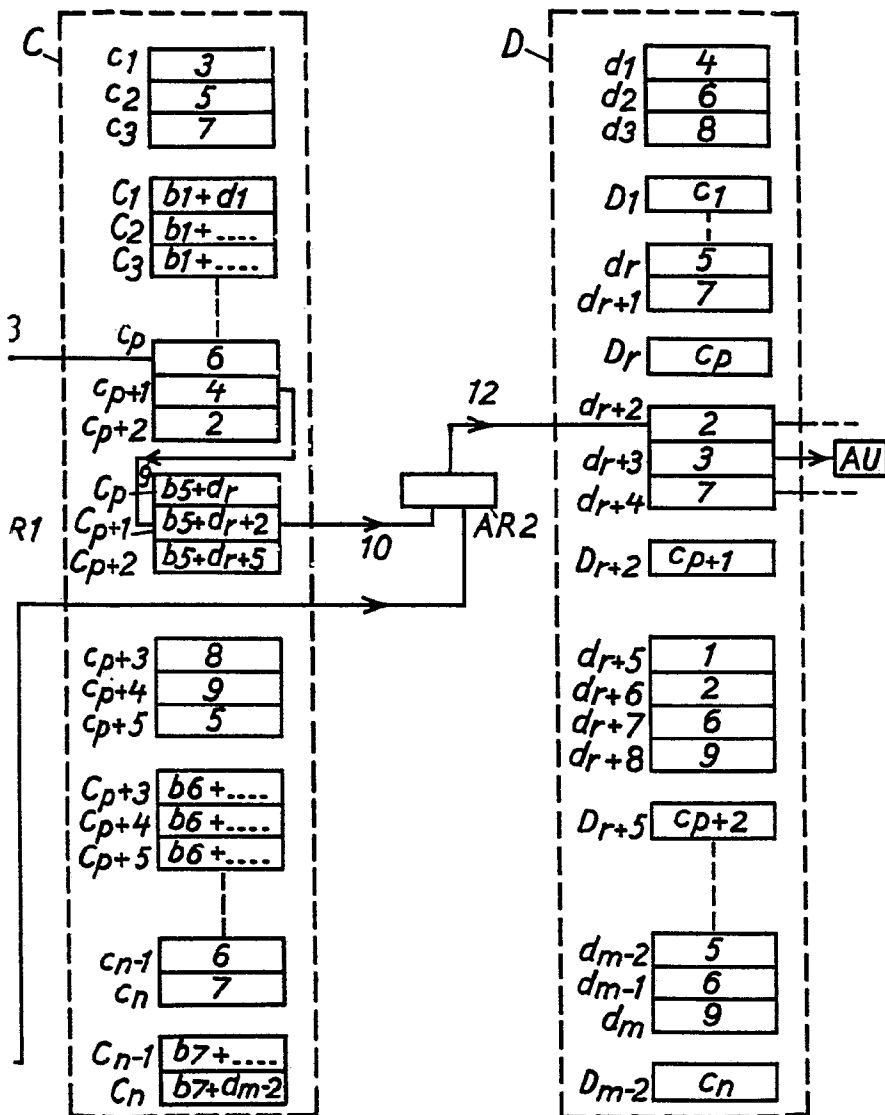 C
c1 3
c2 5
c3 7
C1 b1+d1
C2 b1+....
C3 b1+....
3
cp 6
cp+1 4
cp+2 2
9
Cp b5+dr
R1
Cp+1 b5+dr+2
Cp+2 b5+dr+5
10
cp+3 8
cp+4 9
cp+5 5
Cp+3 b6+....
Cp+4 b6+....
Cp+5 b6+....
cn-1 6
cn 7
Cn-1 b7+....
Cn b7+dm-2
12
AR2
D
d1 4
d2 6
d3 8
D1 c1
dr 5
dr+1 7
Dr cp
dr+2 2
dr+3 3
AU
dr+4 7
Dr+2 cp+1
dr+5 1
dr+6 2
dr+7 6
dr+8 9
Dr+5 cp+2
dm-2 5
dm-1 6
dm 9
Dm-2 cn